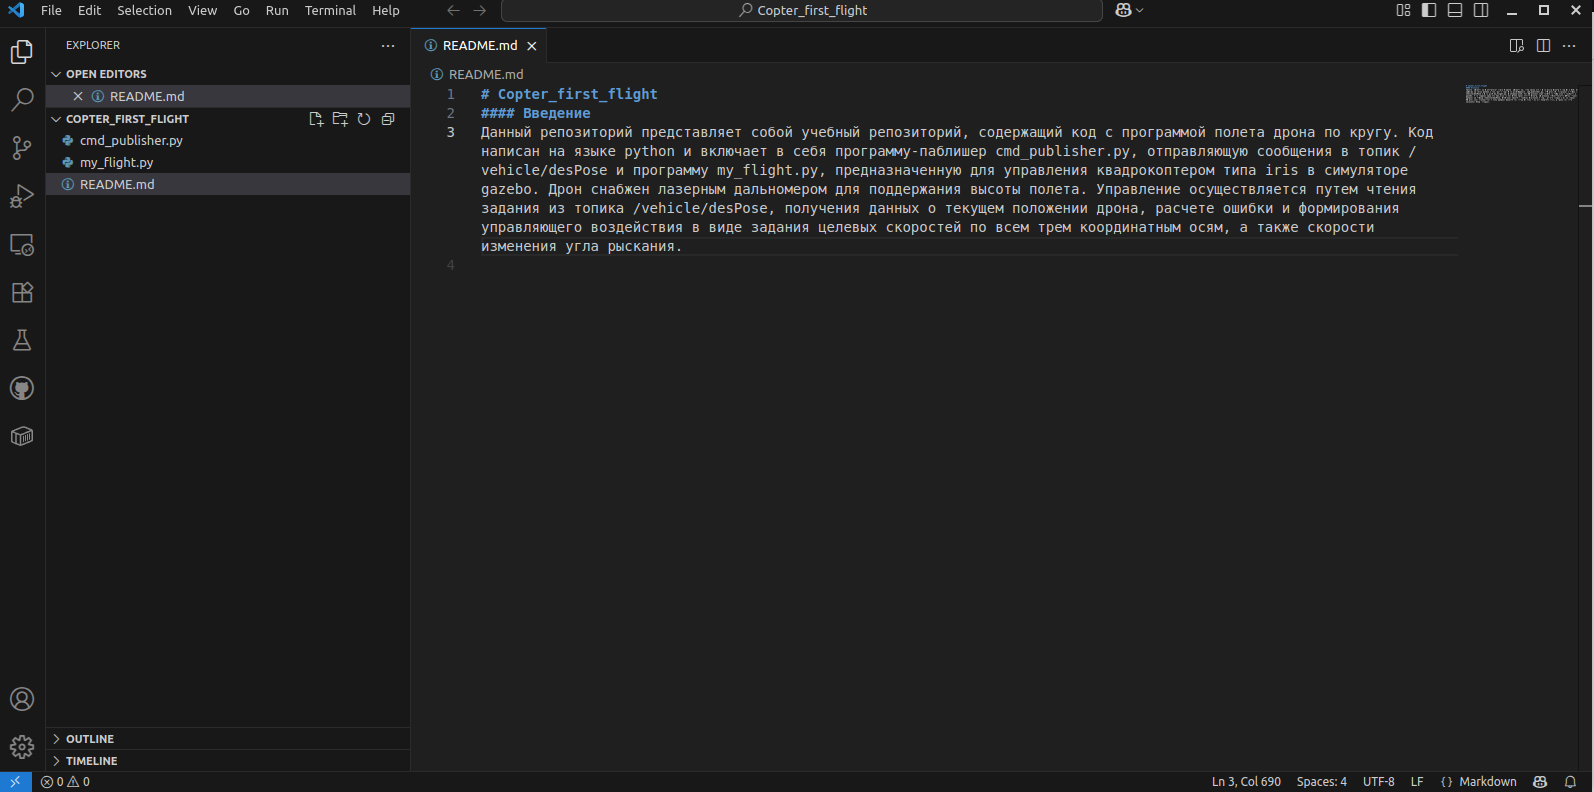 File Edit Selection View Go Run Terminal Help
Copter_first_flight
EXPLORER
OPEN EDITORS
README.md
COPTER_FIRST_FLIGHT
cmd_publisher.py
my_flight.py
README.md
OUTLINE
TIMELINE
README.md
README.md
1 # Copter_first_flight
2 #### Введение
3 Данный репозиторий представляет собой учебный репозиторий, содержащий код с программой полета дрона по кругу. Код
написан на языке python и включает в себя программу-паблишер cmd_publisher.py, отправляющую сообщения в топик /
vehicle/desPose и программу my_flight.py, предназначенную для управления квадрокоптером типа iris в симуляторе
gazebo. Дрон снабжен лазерным дальномером для поддержания высоты полета. Управление осуществляется путем чтения
задания из топика /vehicle/desPose, получения данных о текущем положении дрона, расчете ошибки и формирования
управляющего воздействия в виде задания целевых скоростей по всем трем координатным осям, а также скорости
изменения угла рыскания.
4
0 0
Ln 3, Col 690 Spaces: 4 UTF-8 LF {} Markdown